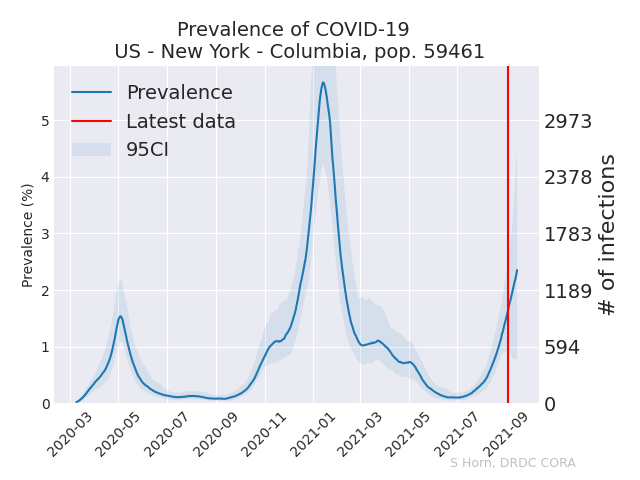 Prevalence of COVID-19
US - New York - Columbia, pop. 59461
Prevalence
Latest data
95CI
Prevalence (%)
5
4
3
2
1
0
2973
2378
1783
1189
594
0
# of infections
2020-03
2020-05
2020-07
2020-09
2020-11
2021-01
2021-03
2021-05
2021-07
2021-09
S Horn, DRDC CORA